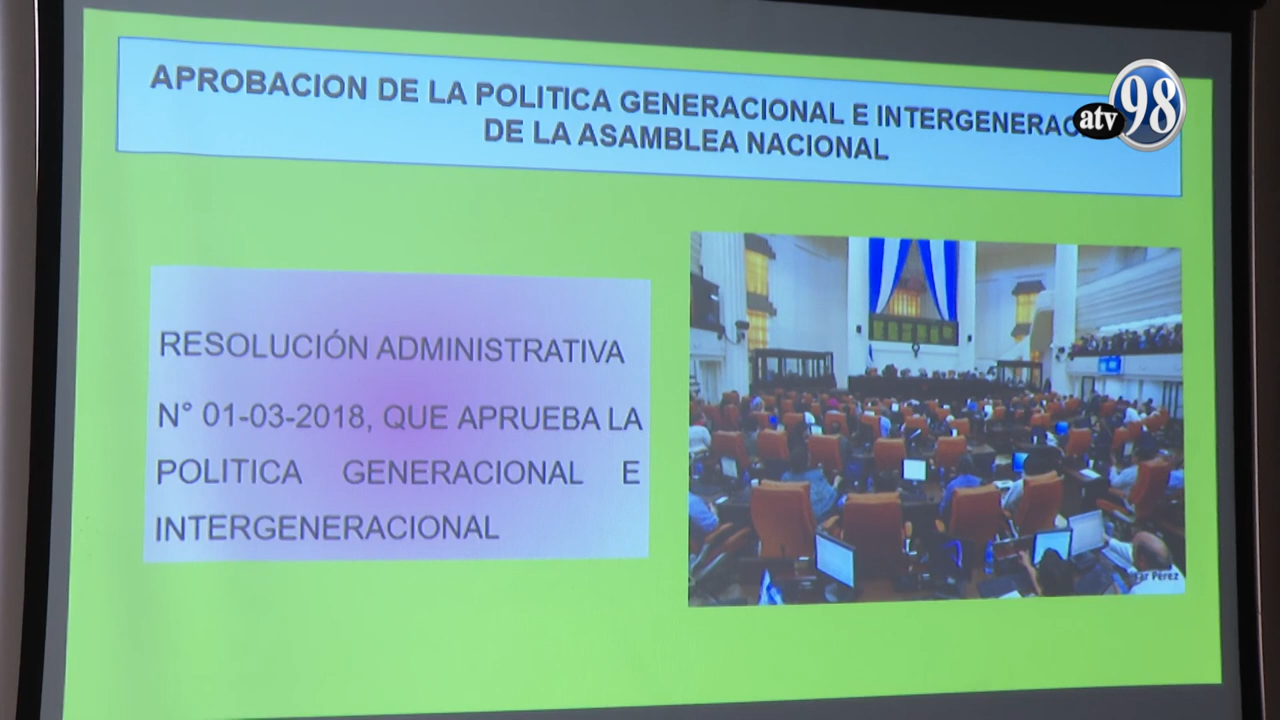 APROBACION DE LA POLITICA GENERACIONAL E
DE LA ASAMBLEA NACIONAL
atv 98
RESOLUCIÓN ADMINISTRATIVA
N° 01-03-2018, QUE APRUEBA LA
POLITICA GENERACIONAL E
INTERGENERACIONAL
Pérez